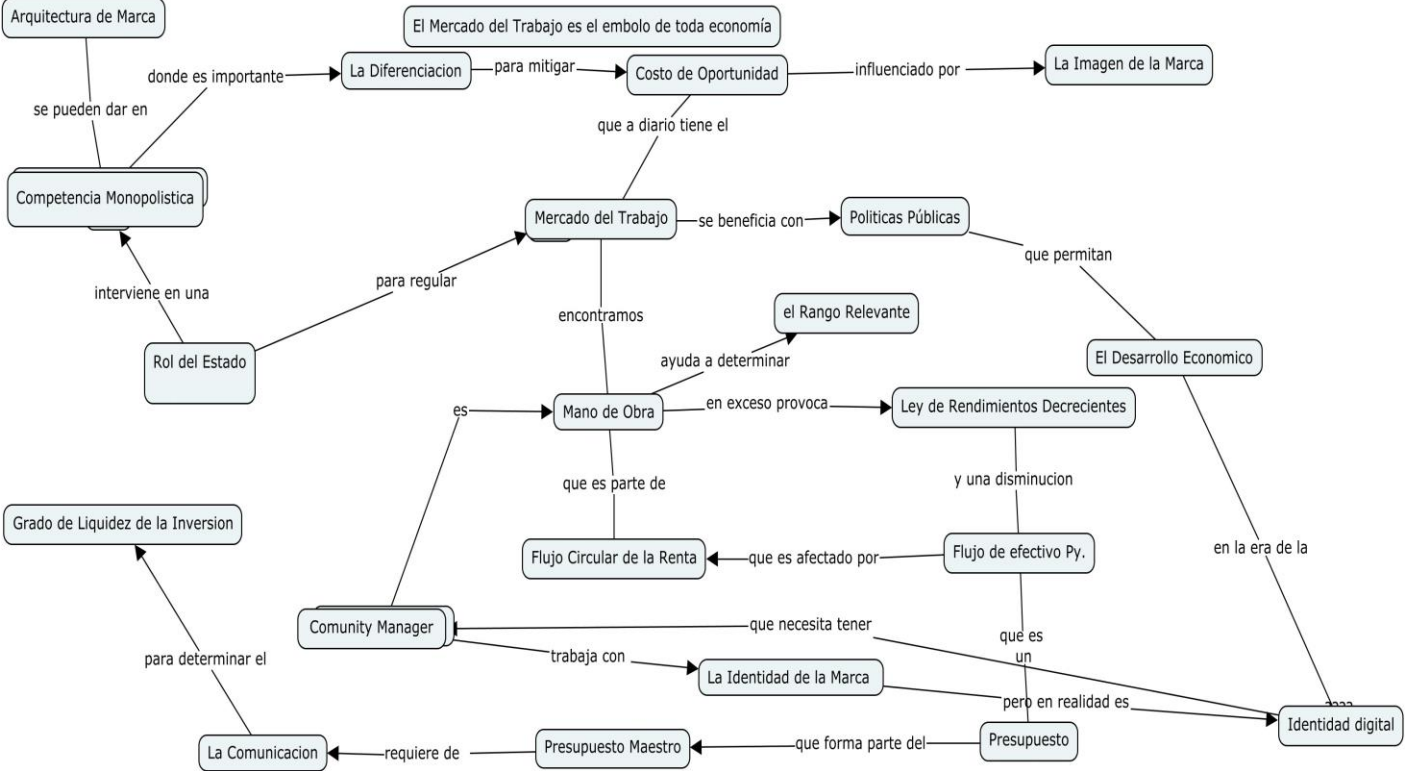 Arquitectura de Marca
El Mercado del Trabajo es el embolo de toda economía
donde es importante
La Diferenciacion
para mitigar
Costo de Oportunidad
influenciado por
La Imagen de la Marca
se pueden dar en
que a diario tiene el
Competencia Monopolistica
Mercado del Trabajo
se beneficia con
Politicas Públicas
que permitan
interviene en una
para regular
encontramos
el Rango Relevante
Rol del Estado
ayuda a determinar
El Desarrollo Economico
es
Mano de Obra
en exceso provoca
Ley de Rendimientos Decrecientes
que es parte de
y una disminucion
Grado de Liquidez de la Inversion
Flujo Circular de la Renta
que es afectado por
Flujo de efectivo Py.
en la era de la
Comunity Manager
que necesita tener
que es
un
para determinar el
trabaja con
La Identidad de la Marca
pero en realidad es
Identidad digital
La Comunicacion
requiere de
Presupuesto Maestro
que forma parte del
Presupuesto